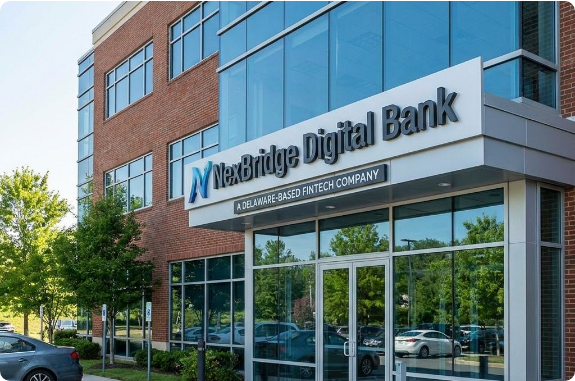 NexBridge Digital Bank
A DELAWARE-BASED FINTECH COMPANY